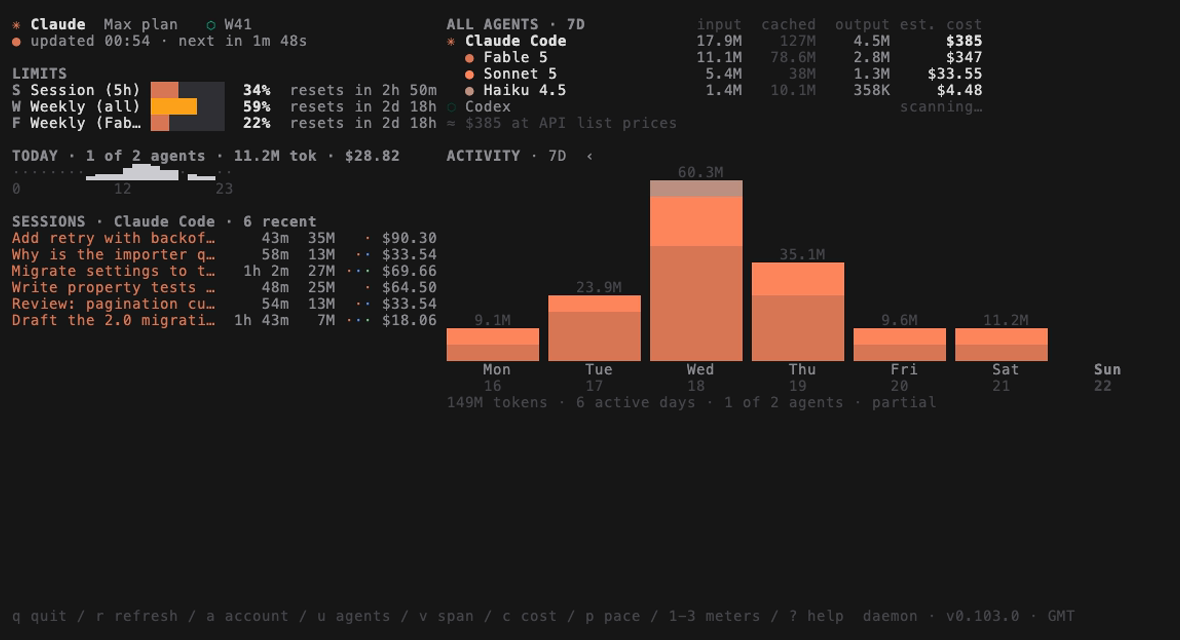 ✳ Claude  Max plan  W41
● updated 00:54 · next in 1m 48s
LIMITS
S Session (5h) 34% resets in 2h 50m
W Weekly (all) 59% resets in 2d 18h
F Weekly (Fab… 22% resets in 2d 18h
TODAY · 1 of 2 agents · 11.2M tok · $28.82
0 12 23
SESSIONS · Claude Code · 6 recent
Add retry with backof… 43m 35M · $90.30
Why is the importer q… 58m 13M ·· $33.54
Migrate settings to t… 1h 2m 27M ··· $69.66
Write property tests … 48m 25M · $64.50
Review: pagination cu… 54m 13M ·· $33.54
Draft the 2.0 migrati… 1h 43m 7M ··· $18.06
ALL AGENTS · 7D input cached output est. cost
✳ Claude Code 17.9M 127M 4.5M $385
● Fable 5 11.1M 78.6M 2.8M $347
● Sonnet 5 5.4M 38M 1.3M $33.55
● Haiku 4.5 1.4M 10.1M 358K $4.48
Codex scanning…
≈ $385 at API list prices
ACTIVITY · 7D ‹
9.1M 23.9M 60.3M 35.1M 9.6M 11.2M
Mon Tue Wed Thu Fri Sat Sun
16 17 18 19 20 21 22
149M tokens · 6 active days · 1 of 2 agents · partial
q quit / r refresh / a account / u agents / v span / c cost / p pace / 1-3 meters / ? help daemon · v0.103.0 · GMT